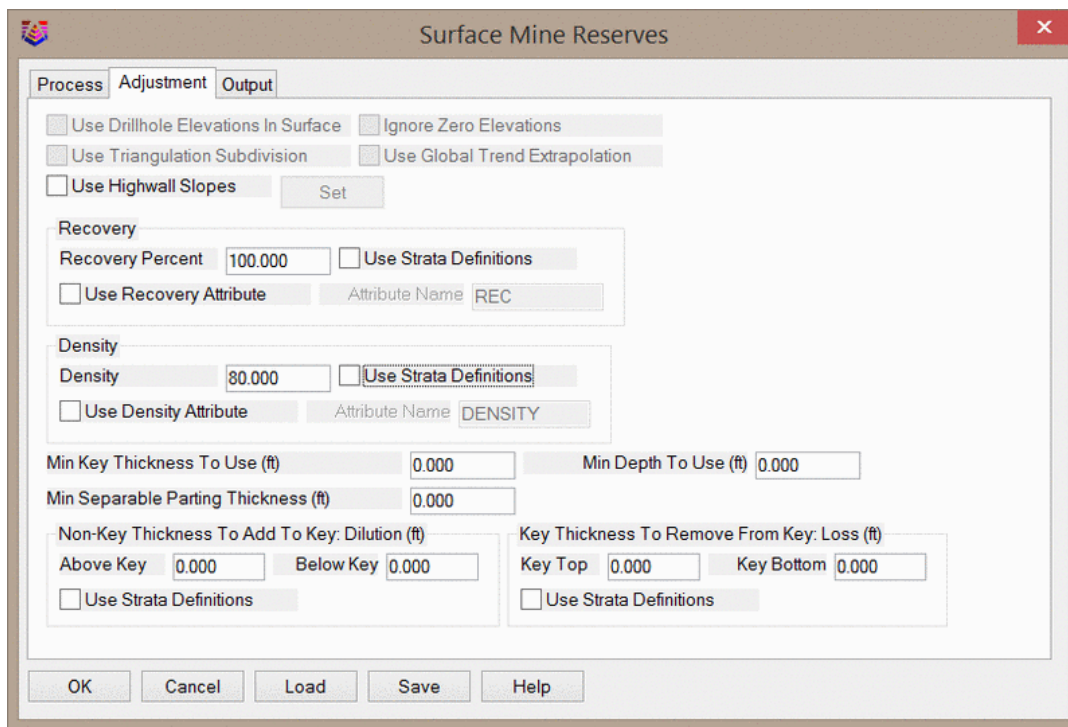 Surface Mine Reserves
Process Adjustment Output
Use Drillhole Elevations In Surface Ignore Zero Elevations
Use Triangulation Subdivision Use Global Trend Extrapolation
Use Highwall Slopes Set
Recovery
Recovery Percent 100.000 Use Strata Definitions
Use Recovery Attribute Attribute Name REC
Density
Density 80.000 Use Strata Definitions
Use Density Attribute Attribute Name DENSITY
Min Key Thickness To Use (ft) 0.000 Min Depth To Use (ft) 0.000
Min Separable Parting Thickness (ft) 0.000
Non-Key Thickness To Add To Key: Dilution (ft) Key Thickness To Remove From Key: Loss (ft)
Above Key 0.000 Below Key 0.000 Key Top 0.000 Key Bottom 0.000
Use Strata Definitions Use Strata Definitions
OK Cancel Load Save Help